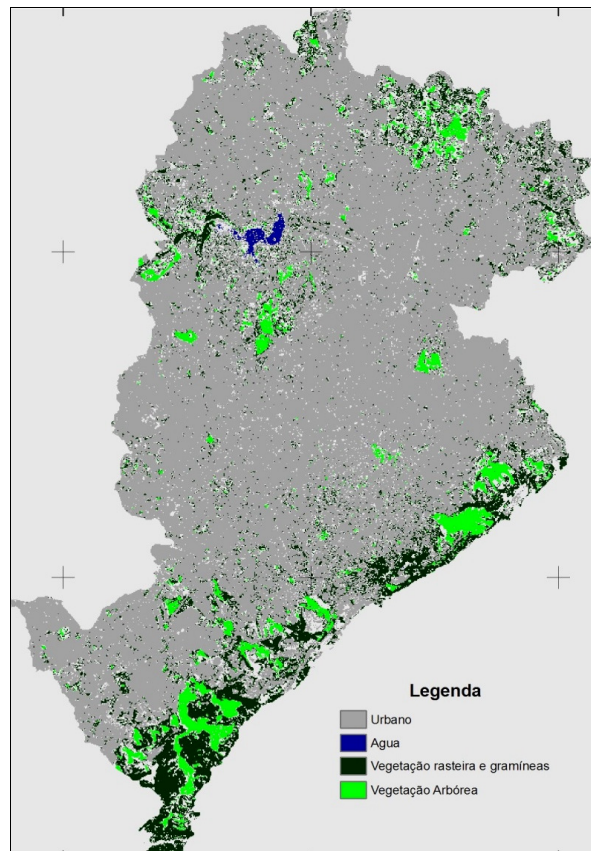 Legenda
Urbano
Agua
Vegetação rasteira e gramíneas
Vegetação Arbórea